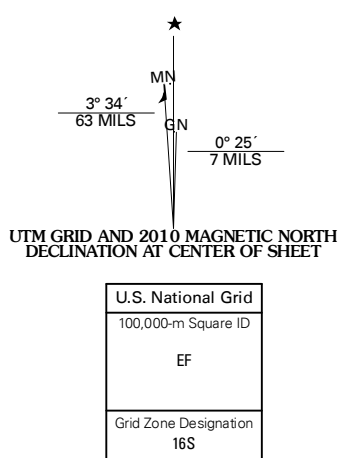 ★
MN
3° 34´
63 MILS
GN
0° 25´
7 MILS
UTM GRID AND 2010 MAGNETIC NORTH
DECLINATION AT CENTER OF SHEET
U.S. National Grid
100,000-m Square ID
EF
Grid Zone Designation
16S